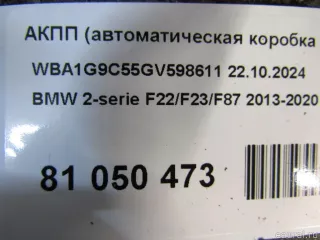 АКПП (автоматическая коробка
WBA1G9C55GV598611 22.10.2024
BMW 2-serie F22/F23/F87 2013-2020
81 050 473